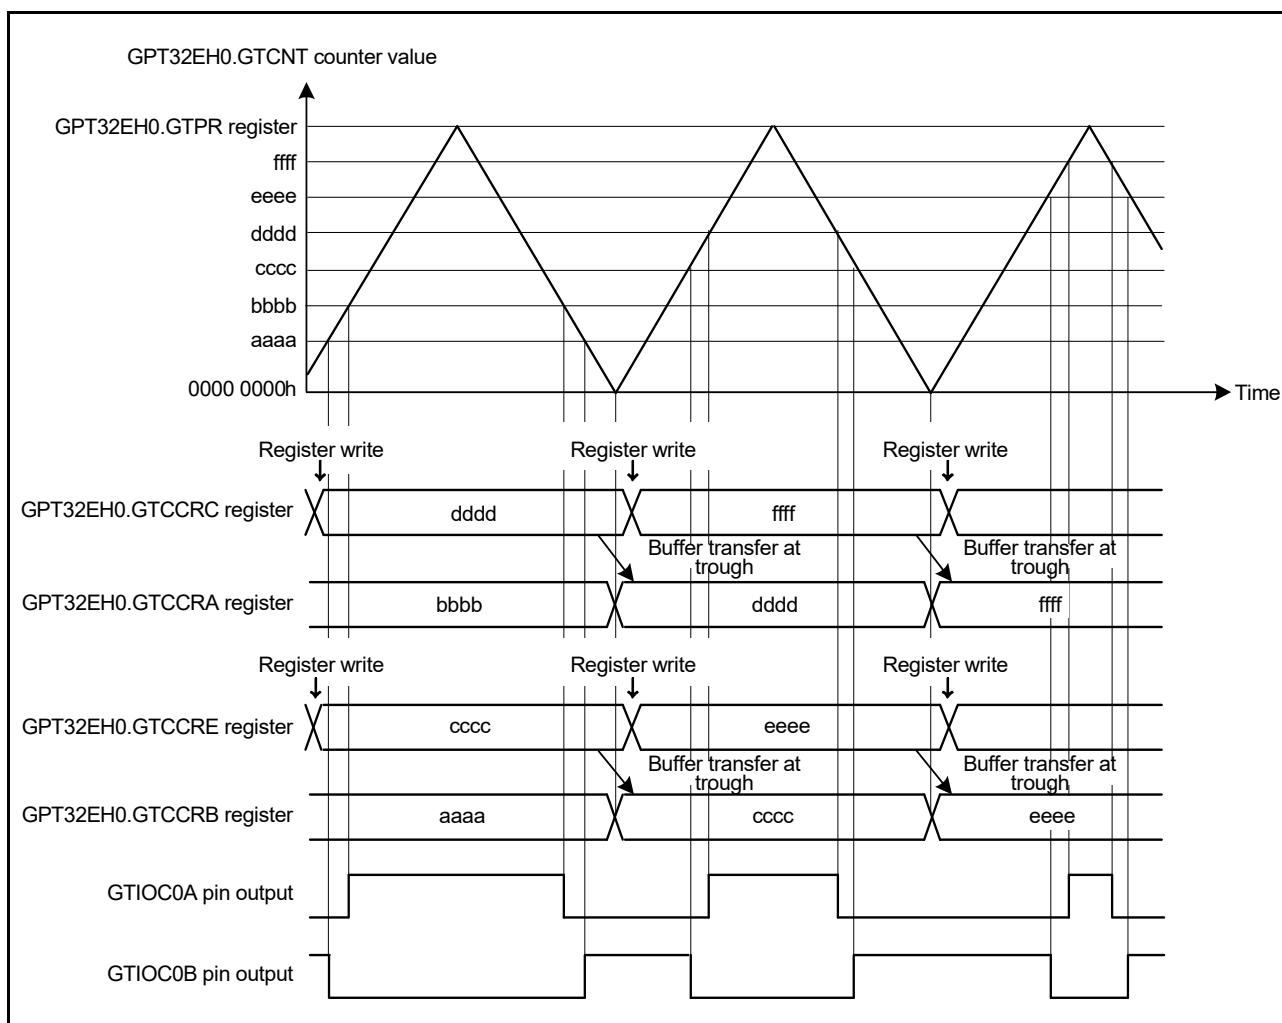 GPT32EH0.GTCNT counter value
GPT32EH0.GTPR register
ffff
eeee
dddd
cccc
bbbb
aaaa
0000 0000h
Time
Register write
Register write
Register write
GPT32EH0.GTCCRC register
dddd
ffff
Buffer transfer at
trough
Buffer transfer at
trough
GPT32EH0.GTCCRA register
bbbb
dddd
ffff
Register write
Register write
Register write
GPT32EH0.GTCCRE register
cccc
eeee
Buffer transfer at
trough
Buffer transfer at
trough
GPT32EH0.GTCCRB register
aaaa
cccc
eeee
GTIOC0A pin output
GTIOC0B pin output